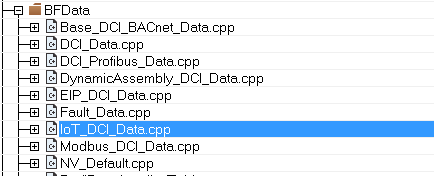 BFData
Base_DCI_BACnet_Data.cpp
DCI_Data.cpp
DCI_Profibus_Data.cpp
DynamicAssembly_DCI_Data.cpp
EIP_DCI_Data.cpp
Fault_Data.cpp
IoT_DCI_Data.cpp
Modbus_DCI_Data.cpp
NV_Default.cpp